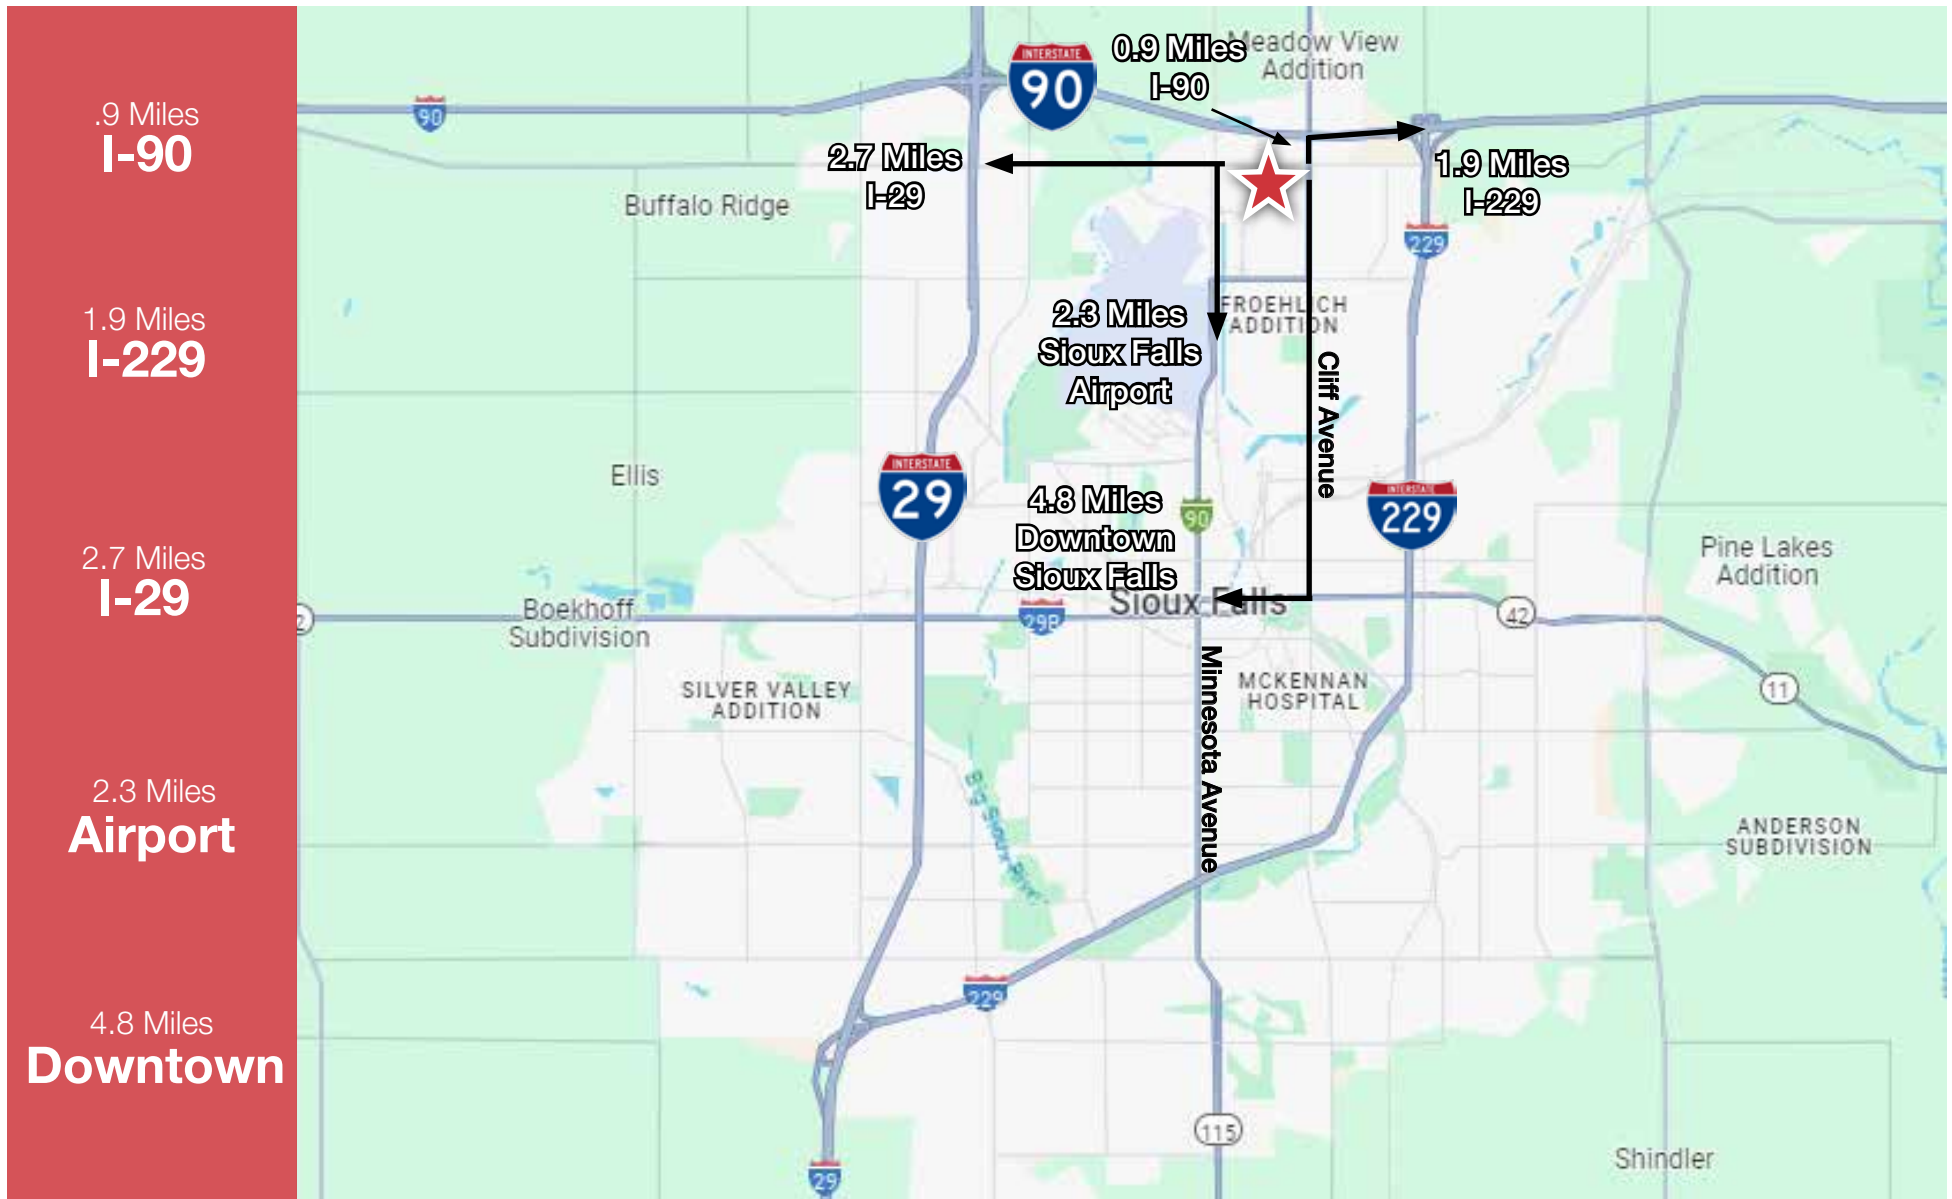 .9 Miles
I-90
1.9 Miles
I-229
2.7 Miles
I-29
2.3 Miles
Airport
4.8 Miles
Downtown
INTERSTATE
90
0.9 Miles
I-90
Meadow View
Addition
90
2.7 Miles
I-29
1.9 Miles
I-229
Buffalo Ridge
229
2.3 Miles
Sioux Falls
Airport
FROEHLICH
ADDITION
Cliff Avenue
Ellis
INTERSTATE
29
4.8 Miles
Downtown
Sioux Falls
90
INTERSTATE
229
Pine Lakes
Addition
Sioux Falls
2
Boekhoff
Subdivision
29B
42
11
SILVER VALLEY
ADDITION
MCKENNAN
HOSPITAL
Minnesota Avenue
Big Sioux River
ANDERSON
SUBDIVISION
229
115
Shindler
29